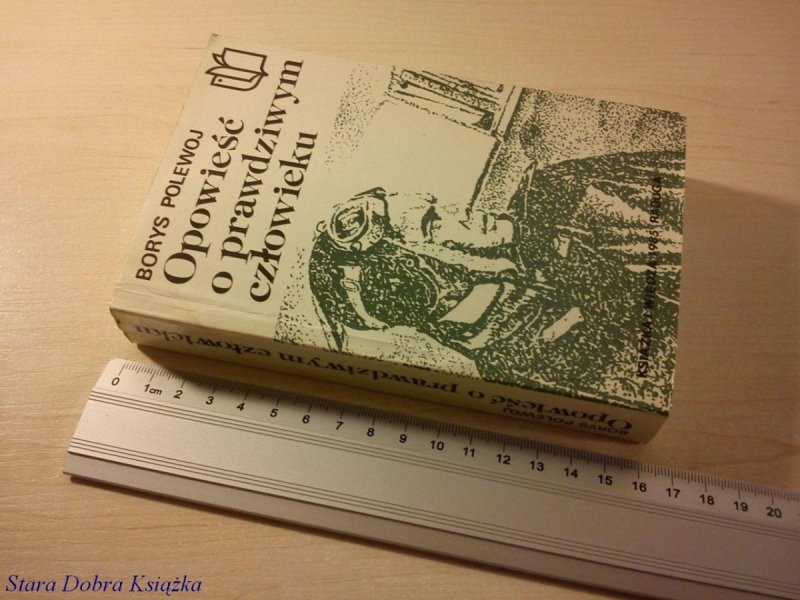 BORYS POLEWOJ
Opowieść
o prawdziwym
człowieku
KSIĄŻKA I WIEDZA 1985 PRAWDA
BORYS POLEWOJ
Opowieść o prawdziwym człowieku
0 1cm 2 3 4 5 6 7 8 9 10 11 12 13 14 15 16 17 18 19 20
Stara Dobra Książka